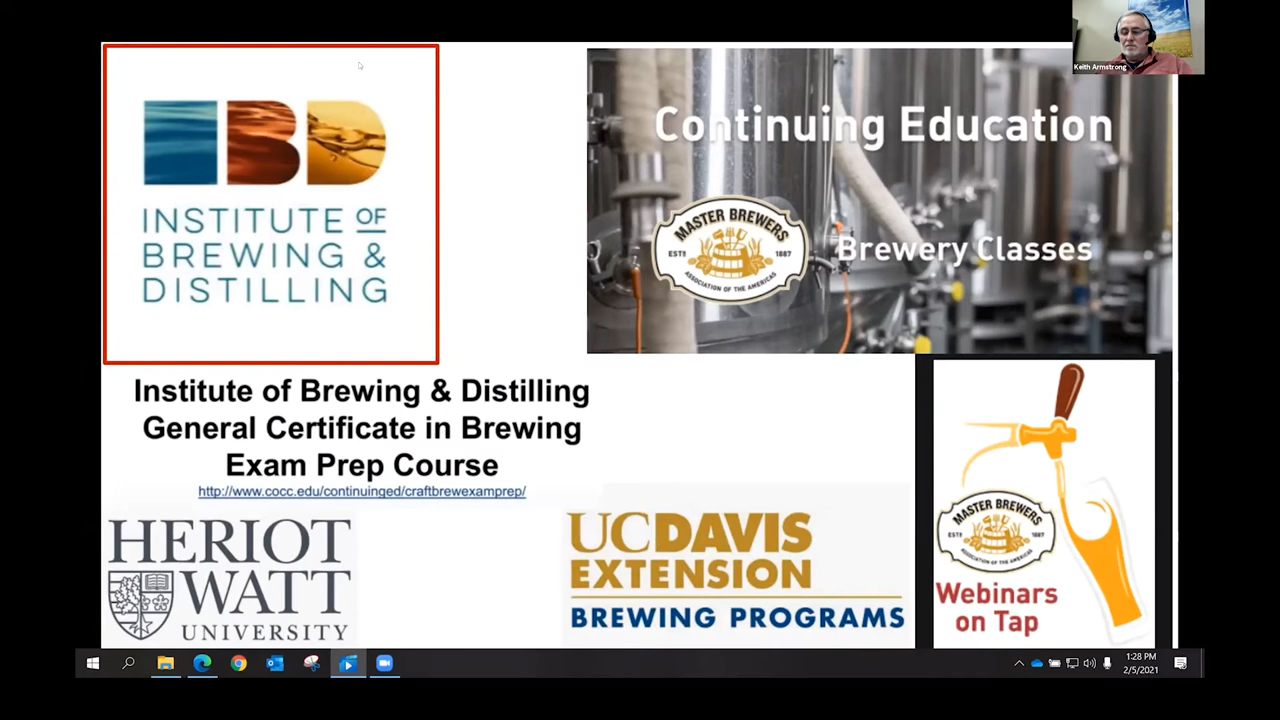 Keith Armstrong
IBD
INSTITUTE OF
BREWING &
DISTILLING
Continuing Education
MASTER BREWERS
ESTD 1887
ASSOCIATION OF THE AMERICAS
Brewery Classes
Institute of Brewing & Distilling
General Certificate in Brewing
Exam Prep Course
http://www.cocc.edu/continuinged/craftbrewexamprep/
HERIOT
WATT
UNIVERSITY
UCDAVIS
EXTENSION
BREWING PROGRAMS
MASTER BREWERS
ESTD 1887
ASSOCIATION OF THE AMERICAS
Webinars
on Tap
1:28 PM
2/5/2021